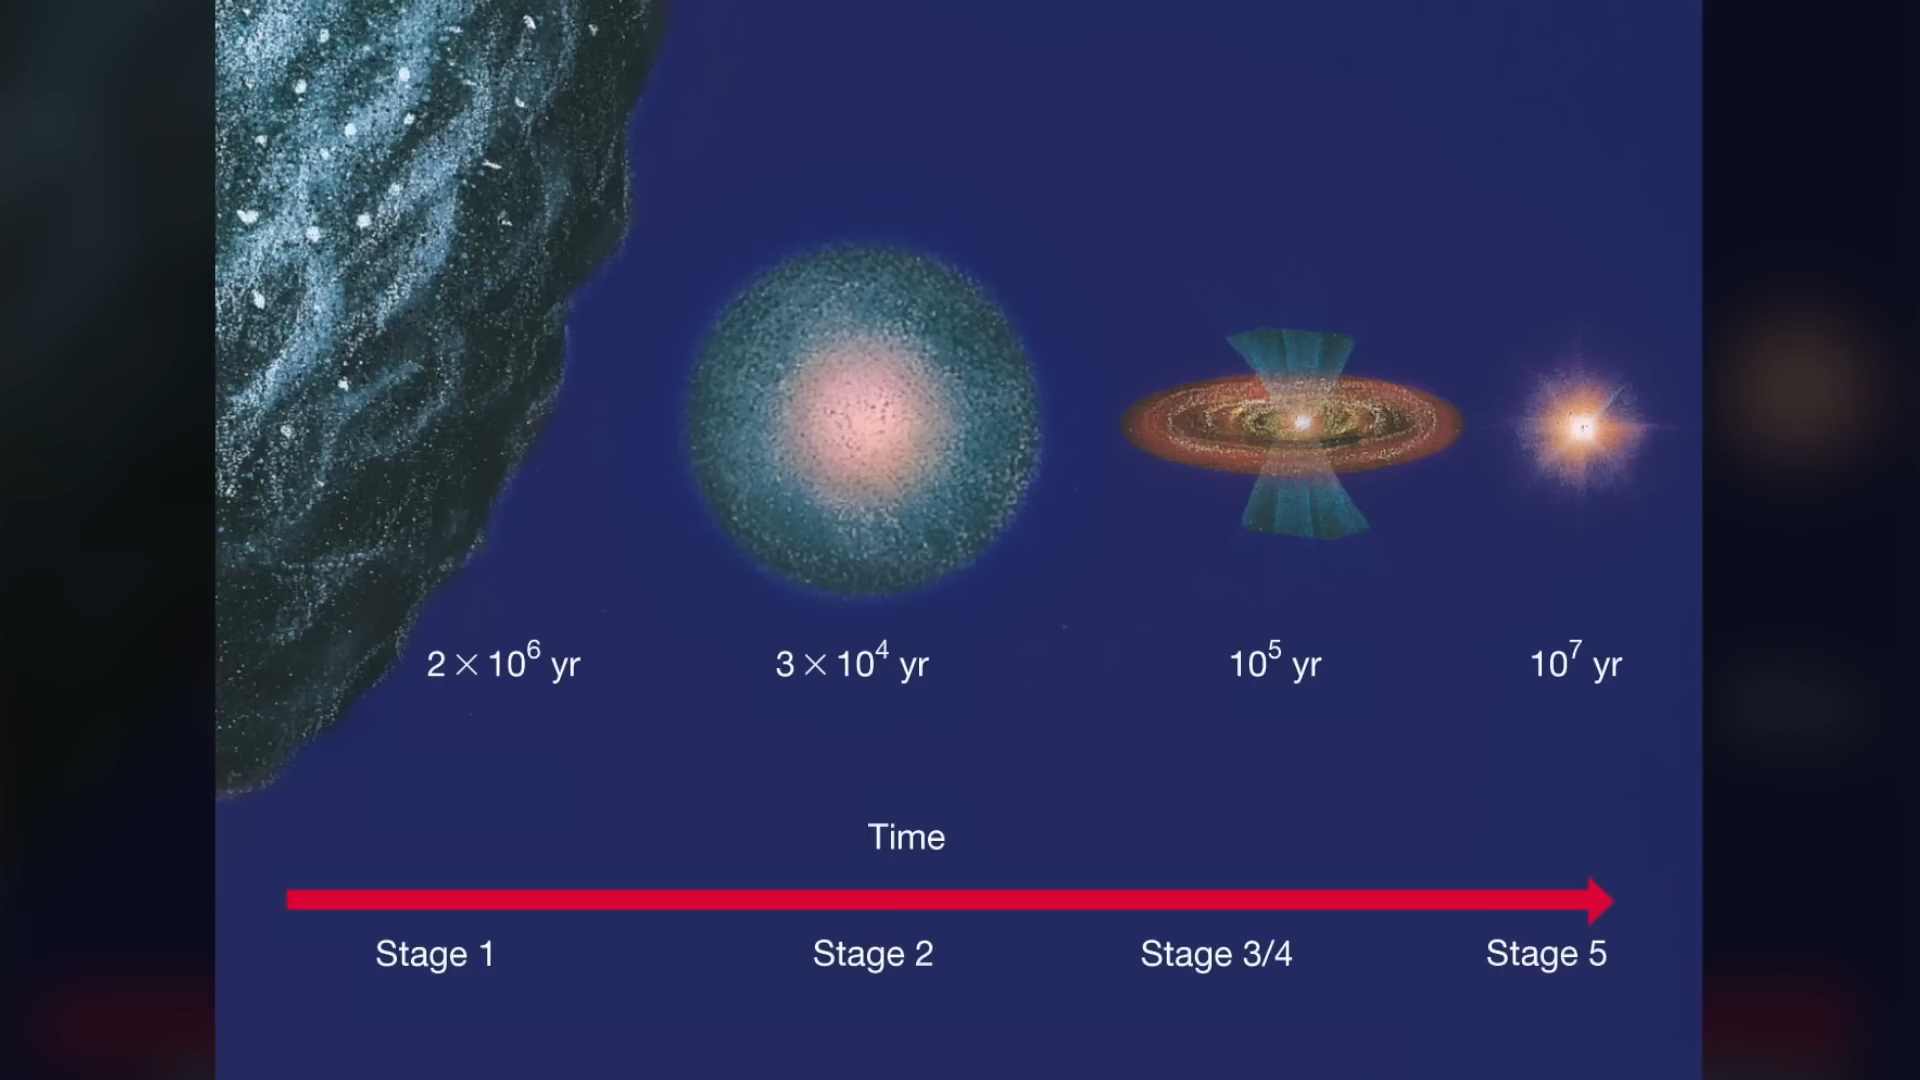 2 × 10⁶ yr
3 × 10⁴ yr
10⁵ yr
10⁷ yr
Time
Stage 1
Stage 2
Stage 3/4
Stage 5